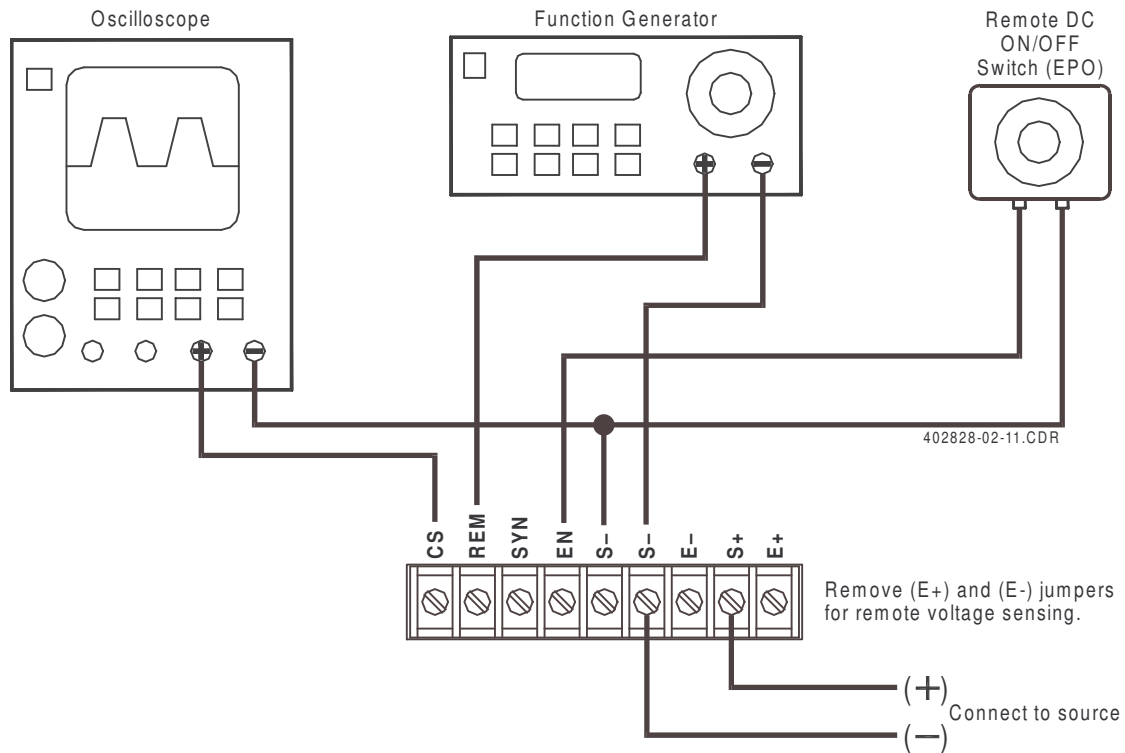 Oscilloscope
Function Generator
Remote DC
ON/OFF
Switch (EPO)
402828-02-11.CDR
CS
REM
SYN
EN
S–
S–
E–
S+
E+
Remove (E+) and (E-) jumpers
for remote voltage sensing.
(+)
Connect to source
(—)